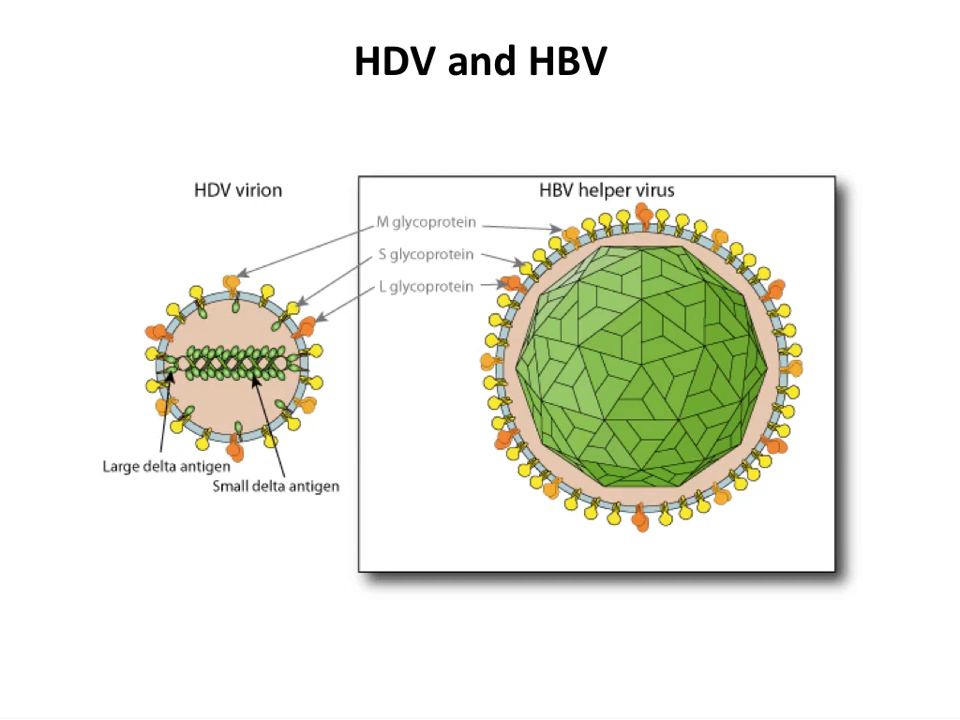 HDV and HBV
HDV virion
HBV helper virus
M glycoprotein
S glycoprotein
L glycoprotein
Large delta antigen
Small delta antigen